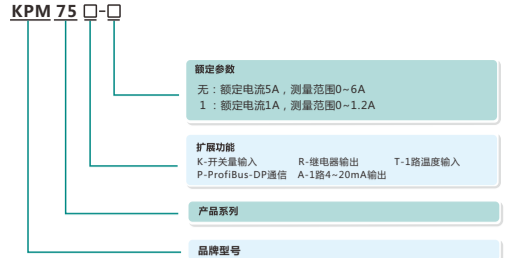 KPM 75 □-□
额定参数
无：额定电流5A，测量范围0~6A
1 ：额定电流1A，测量范围0~1.2A
扩展功能
K-开关量输入 R-继电器输出 T-1路温度输入
P-ProfiBus-DP通信 A-1路4~20mA输出
产品系列
品牌型号